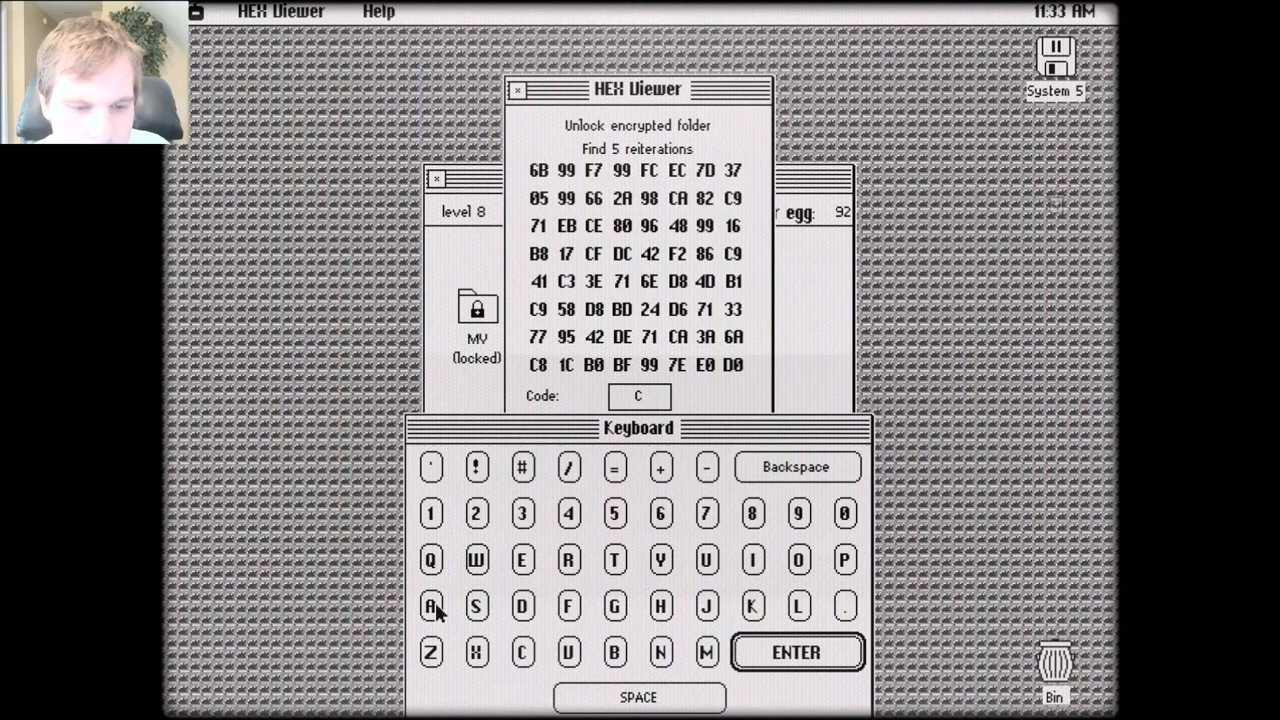 HEX Viewer Help 11:33 AM
System 5
HEX Viewer
Unlock encrypted folder
Find 5 reiterations
6B 99 F7 99 FC EC 7D 37
05 99 66 2A 98 CA 82 C9
level 8 egg: 92
71 EB CE 80 96 48 99 16
B8 17 CF DC 42 F2 86 C9
41 C3 3E 71 6E D8 4D B1
C9 58 D8 BD 24 D6 71 33
MV
(locked)
77 95 42 DE 71 CA 3A 6A
C8 1C B0 BF 99 7E E0 D0
Code: C
Keyboard
' ! # / = + - Backspace
1 2 3 4 5 6 7 8 9 0
Q W E R T Y U I O P
A S D F G H J K L .
Z X C V B N M ENTER
SPACE
Bin